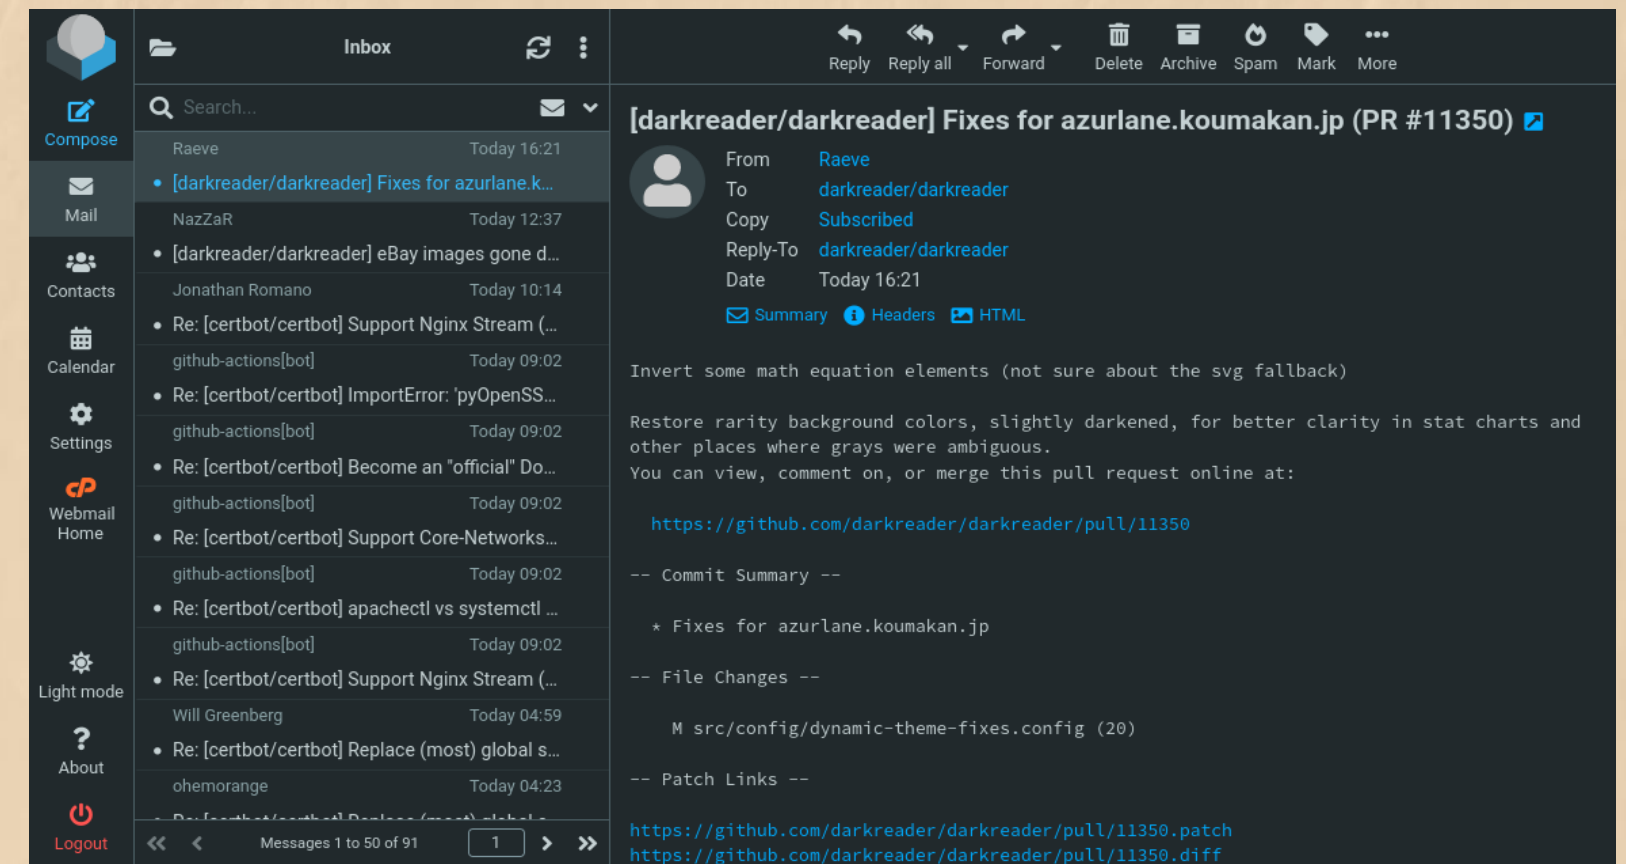 Compose
Mail
Contacts
Calendar
Settings
cP
Webmail
Home
Light mode
About
Logout
Inbox
Search...
Raeve Today 16:21
• [darkreader/darkreader] Fixes for azurlane.k...
NazZaR Today 12:37
• [darkreader/darkreader] eBay images gone d...
Jonathan Romano Today 10:14
• Re: [certbot/certbot] Support Nginx Stream (...
github-actions[bot] Today 09:02
• Re: [certbot/certbot] ImportError: 'pyOpenSS...
github-actions[bot] Today 09:02
• Re: [certbot/certbot] Become an "official" Do...
github-actions[bot] Today 09:02
• Re: [certbot/certbot] Support Core-Networks...
github-actions[bot] Today 09:02
• Re: [certbot/certbot] apachectl vs systemctl ...
github-actions[bot] Today 09:02
• Re: [certbot/certbot] Support Nginx Stream (...
Will Greenberg Today 04:59
• Re: [certbot/certbot] Replace (most) global s...
ohemorange Today 04:23
• Re: [certbot/certbot] Replace (most) global s...
Messages 1 to 50 of 91 1
Reply Reply all Forward Delete Archive Spam Mark More
[darkreader/darkreader] Fixes for azurlane.koumakan.jp (PR #11350)
From Raeve
To darkreader/darkreader
Copy Subscribed
Reply-To darkreader/darkreader
Date Today 16:21
Summary Headers HTML
Invert some math equation elements (not sure about the svg fallback)
Restore rarity background colors, slightly darkened, for better clarity in stat charts and
other places where grays were ambiguous.
You can view, comment on, or merge this pull request online at:
https://github.com/darkreader/darkreader/pull/11350
-- Commit Summary --
* Fixes for azurlane.koumakan.jp
-- File Changes --
M src/config/dynamic-theme-fixes.config (20)
-- Patch Links --
https://github.com/darkreader/darkreader/pull/11350.patch
https://github.com/darkreader/darkreader/pull/11350.diff